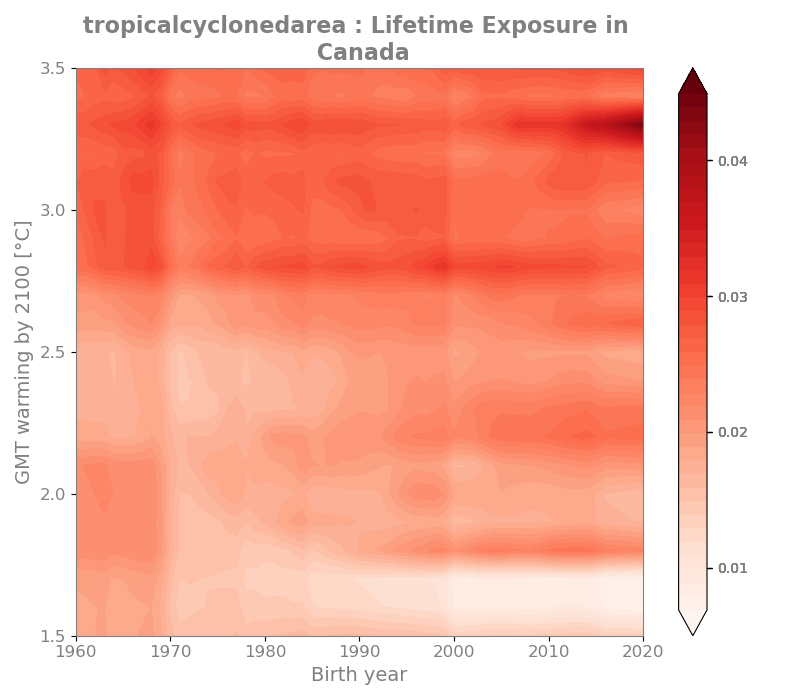 tropicalcyclonedarea : Lifetime Exposure in
Canada
3.5
3.0
2.5
2.0
1.5
GMT warming by 2100 [°C]
1960 1970 1980 1990 2000 2010 2020
Birth year
0.04
0.03
0.02
0.01